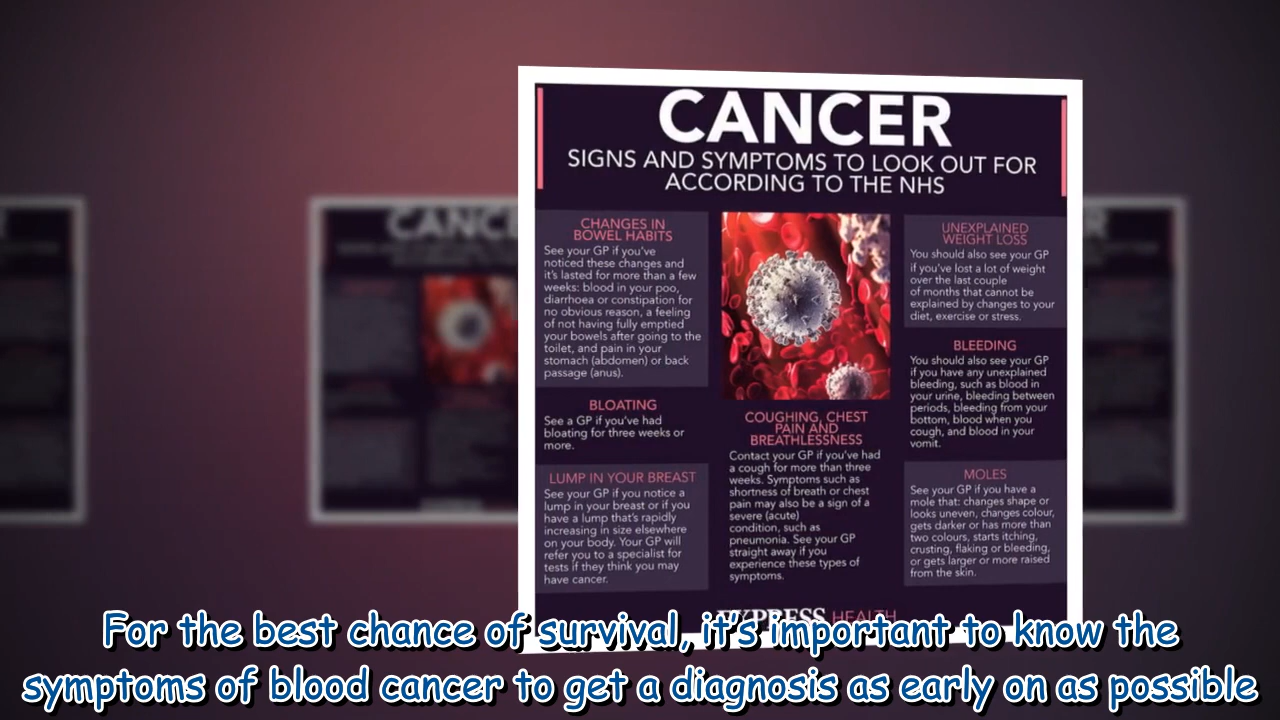 CANCER
SIGNS AND SYMPTOMS TO LOOK OUT FOR
ACCORDING TO THE NHS
CHANGES IN
BOWEL HABITS
See your GP if you've
noticed these changes and
it's lasted for more than a few
weeks: blood in your poo,
diarrhoea or constipation for
no obvious reason, a feeling
of not having fully emptied
your bowels after going to the
toilet, and pain in your
stomach (abdomen) or back
passage (anus).
BLOATING
See a GP if you've had
bloating for three weeks or
more.
LUMP IN YOUR BREAST
See your GP if you notice a
lump in your breast or if you
have a lump that's rapidly
increasing in size elsewhere
on your body. Your GP will
refer you to a specialist for
tests if they think you may
have cancer.
COUGHING, CHEST
PAIN AND
BREATHLESSNESS
Contact your GP if you've had
a cough for more than three
weeks. Symptoms such as
shortness of breath or chest
pain may also be a sign of a
severe (acute)
condition, such as
pneumonia. See your GP
straight away if you
experience these types of
symptoms.
UNEXPLAINED
WEIGHT LOSS
You should also see your GP
if you've lost a lot of weight
over the last couple
of months that cannot be
explained by changes to your
diet, exercise or stress.
BLEEDING
You should also see your GP
if you have any unexplained
bleeding, such as blood in
your urine, bleeding between
periods, bleeding from your
bottom, blood when you
cough, and blood in your
vomit.
MOLES
See your GP if you have a
mole that: changes shape or
looks uneven, changes colour,
gets darker or has more than
two colours, starts itching,
crusting, flaking or bleeding,
or gets larger or more raised
from the skin.
EXPRESS HEALTH
For the best chance of survival, it's important to know the
symptoms of blood cancer to get a diagnosis as early on as possible